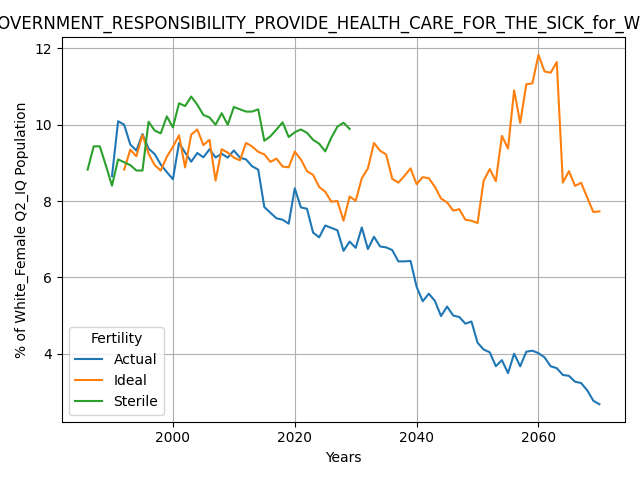 OVERNMENT_RESPONSIBILITY_PROVIDE_HEALTH_CARE_FOR_THE_SICK_for_W
12
10
8
6
4
% of White_Female Q2_IQ Population
Fertility
Actual
Ideal
Sterile
2000 2020 2040 2060
Years